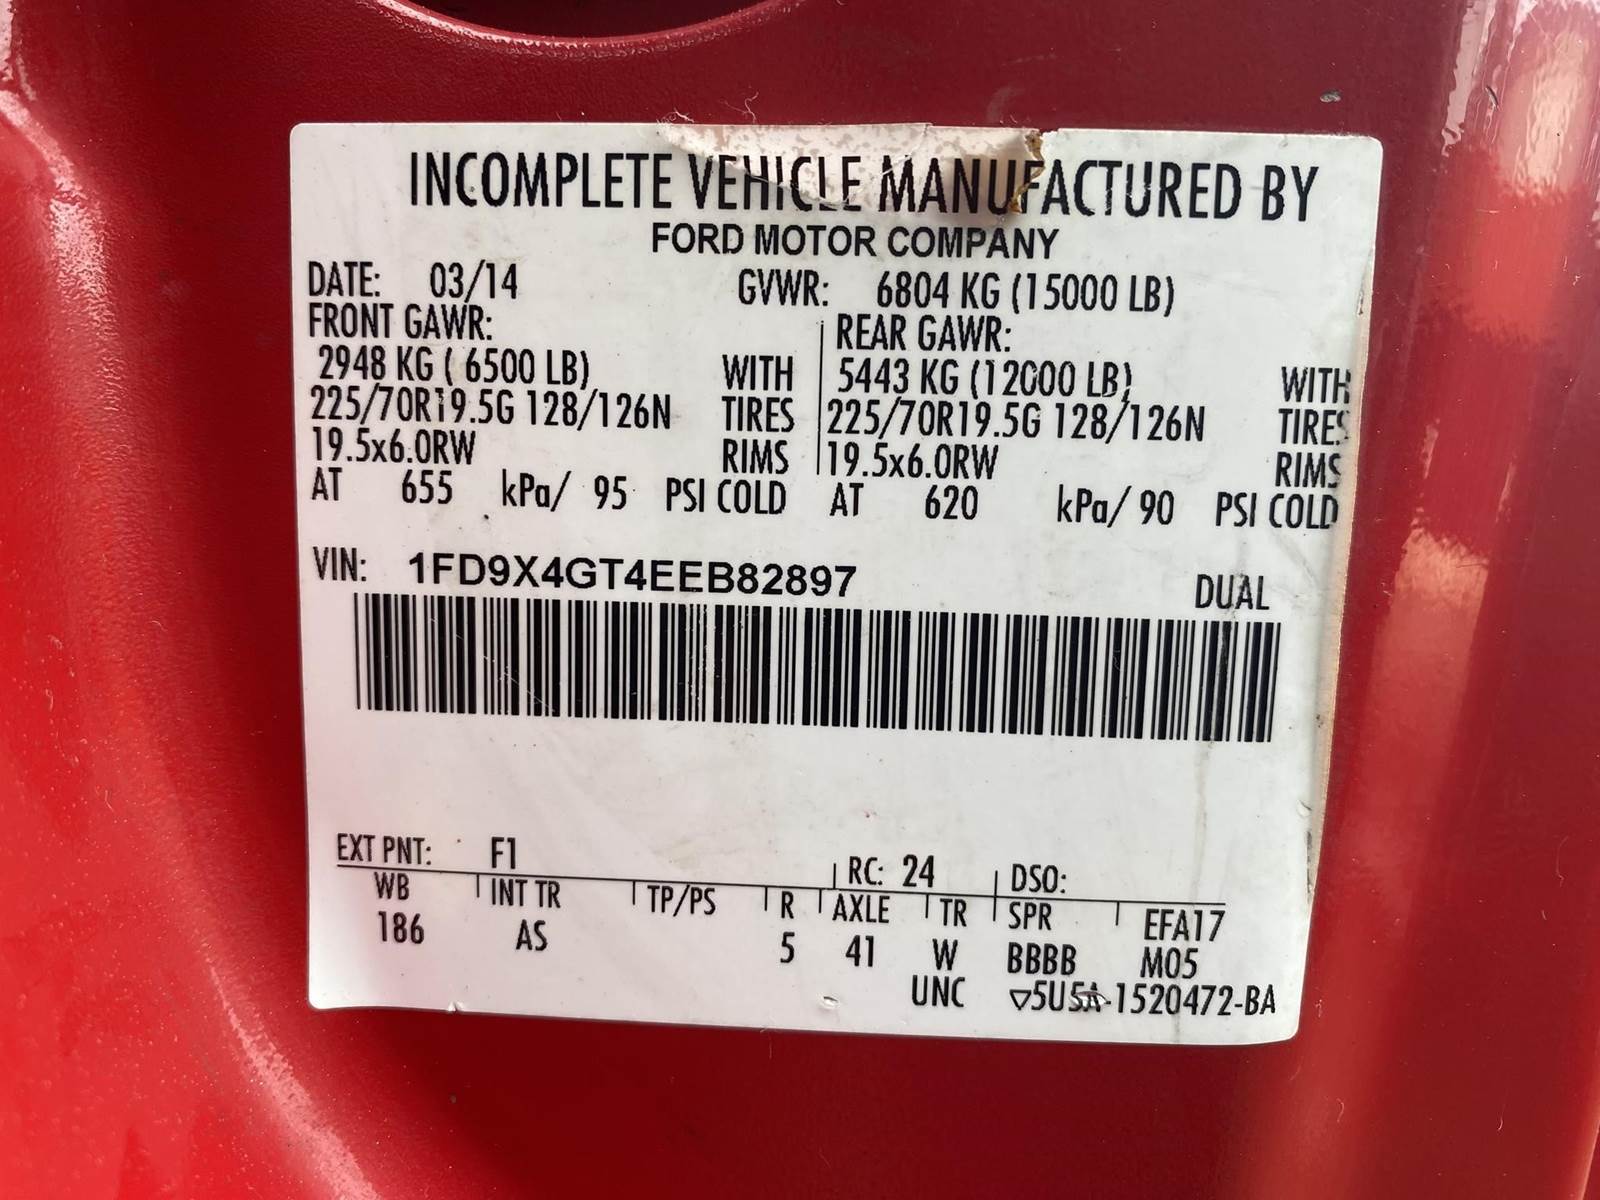 INCOMPLETE VEHICLE MANUFACTURED BY
FORD MOTOR COMPANY
DATE: 03/14 GVWR: 6804 KG (15000 LB)
FRONT GAWR: REAR GAWR:
2948 KG ( 6500 LB) WITH 5443 KG (12000 LB) WITH
225/70R19.5G 128/126N TIRES 225/70R19.5G 128/126N TIRES
19.5x6.0RW RIMS 19.5x6.0RW RIMS
AT 655 kPa/ 95 PSI COLD AT 620 kPa/ 90 PSI COLD
VIN: 1FD9X4GT4EEB82897 DUAL
EXT PNT: F1 RC: 24 DSO:
WB INT TR TP/PS R AXLE TR SPR EFA17
186 AS 5 41 W BBBB M05
UNC ▽5U5A-1520472-BA